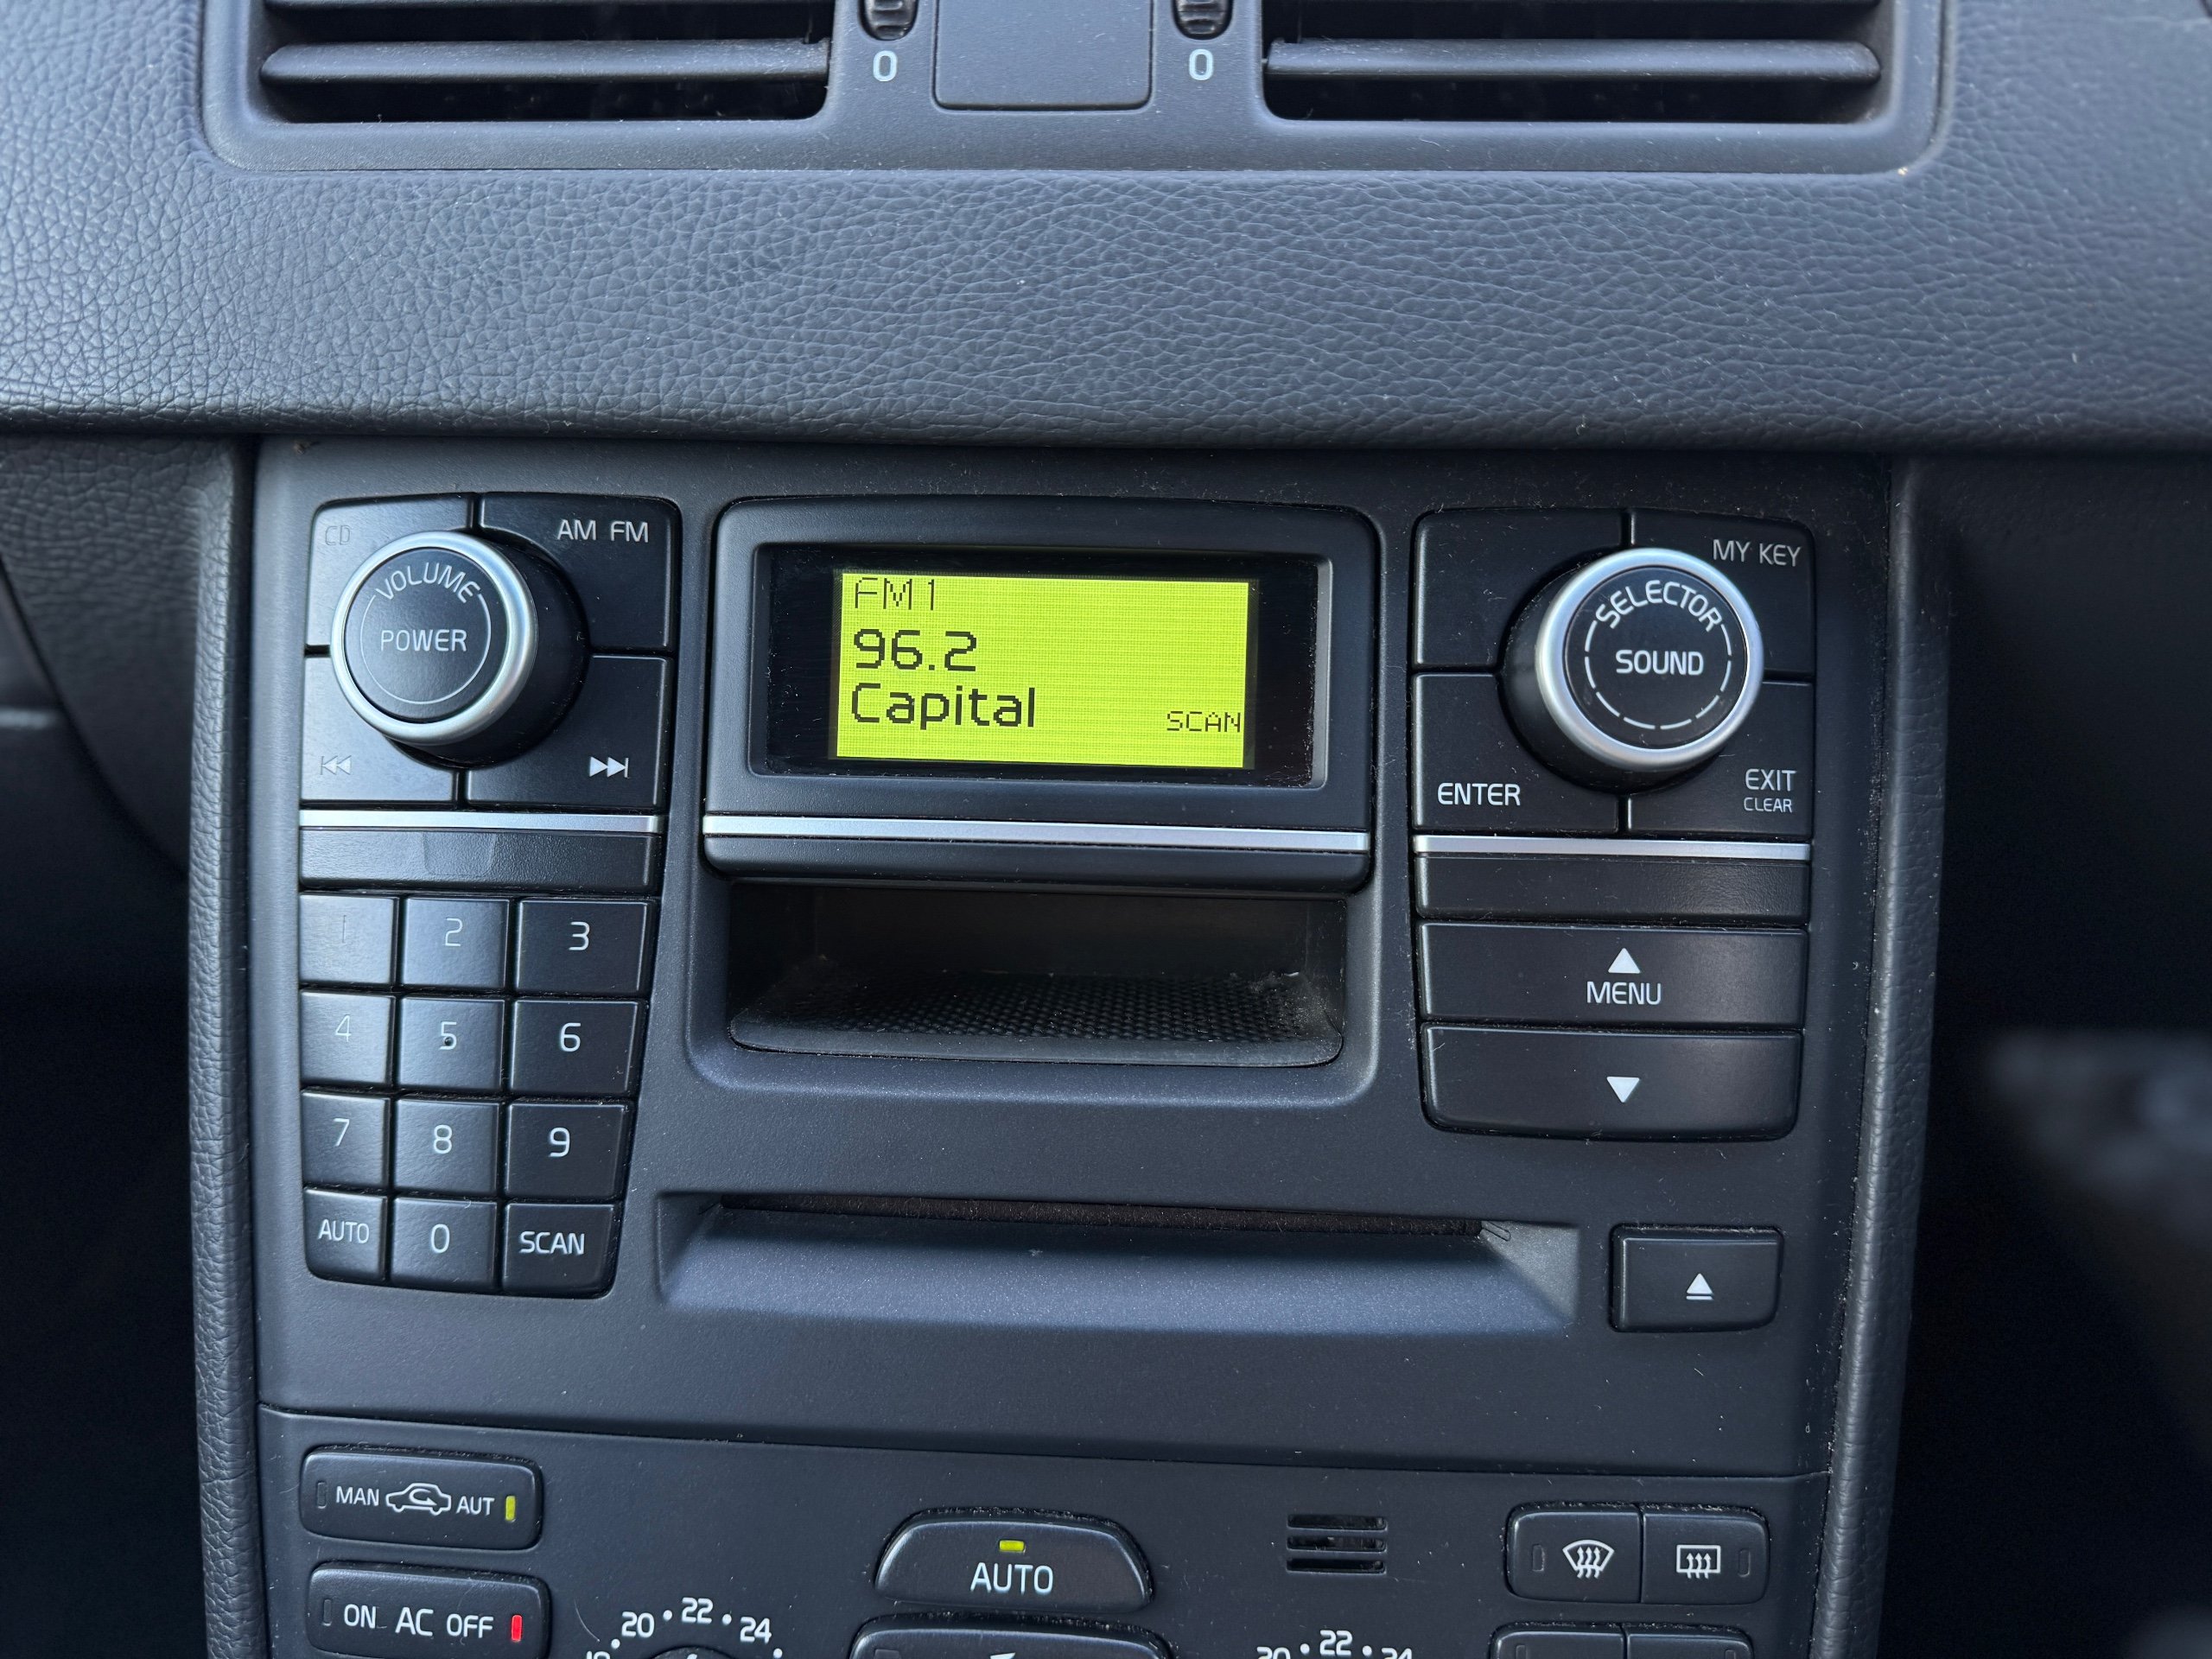 0 0
CD AM FM
VOLUME
POWER
FM1
96.2
Capital
SCAN
MY KEY
SELECTOR
SOUND
ENTER
EXIT
CLEAR
1 2 3
4 5 6
7 8 9
AUTO 0 SCAN
MENU
MAN AUT
ON AC OFF
AUTO
20 22 24
20 22 24